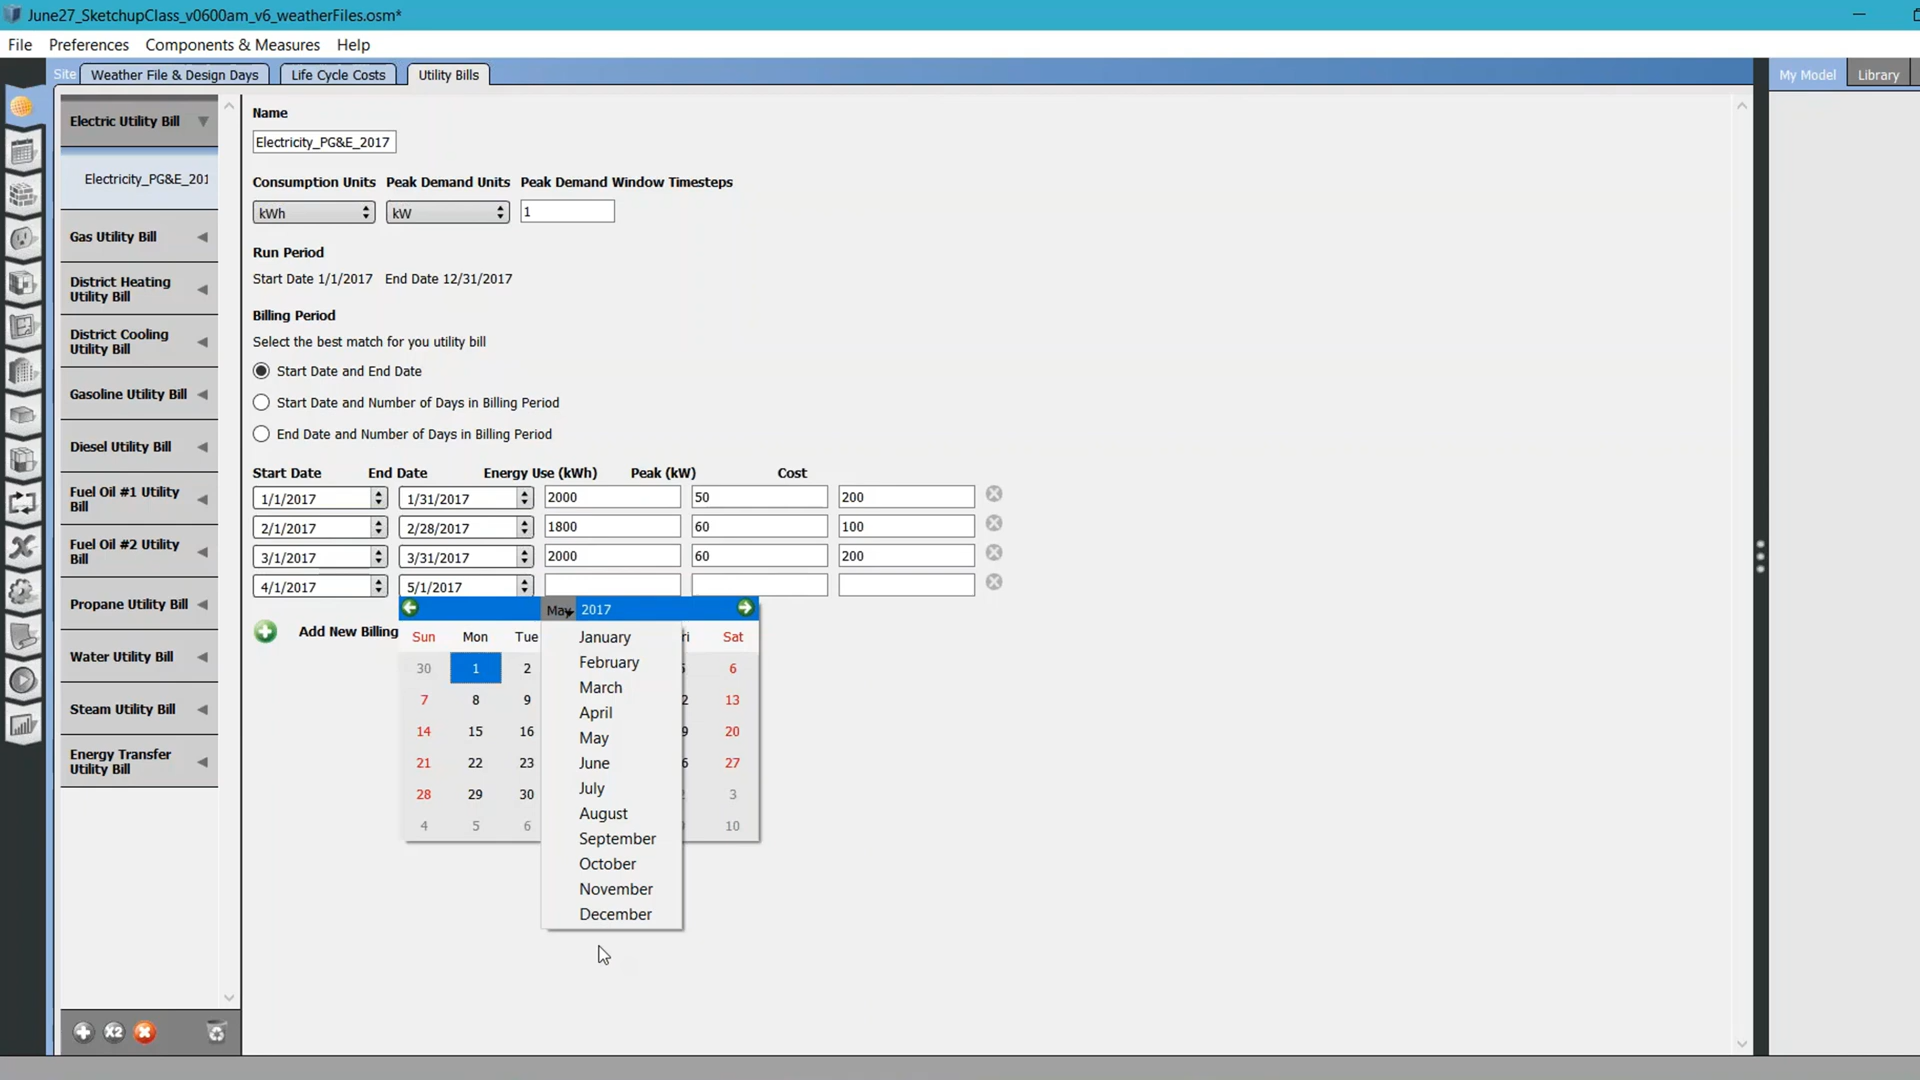 June27_SketchupClass_v0600am_v6_weatherFiles.osm*
File Preferences Components & Measures Help
Site Weather File & Design Days Life Cycle Costs Utility Bills My Model Library
Electric Utility Bill
Electricity_PG&E_201
Gas Utility Bill
District Heating
Utility Bill
District Cooling
Utility Bill
Gasoline Utility Bill
Diesel Utility Bill
Fuel Oil #1 Utility
Bill
Fuel Oil #2 Utility
Bill
Propane Utility Bill
Water Utility Bill
Steam Utility Bill
Energy Transfer
Utility Bill
X2
Name
Electricity_PG&E_2017
Consumption Units Peak Demand Units Peak Demand Window Timesteps
kWh kW 1
Run Period
Start Date 1/1/2017 End Date 12/31/2017
Billing Period
Select the best match for you utility bill
Start Date and End Date
Start Date and Number of Days in Billing Period
End Date and Number of Days in Billing Period
Start Date End Date Energy Use (kWh) Peak (kW) Cost
1/1/2017 1/31/2017 2000 50 200
2/1/2017 2/28/2017 1800 60 100
3/1/2017 3/31/2017 2000 60 200
4/1/2017 5/1/2017
May 2017
Add New Billing
Sun Mon Tue ri Sat
30 1 2 5 6
7 8 9 2 13
14 15 16 9 20
21 22 23 6 27
28 29 30 2 3
4 5 6 10
January
February
March
April
May
June
July
August
September
October
November
December